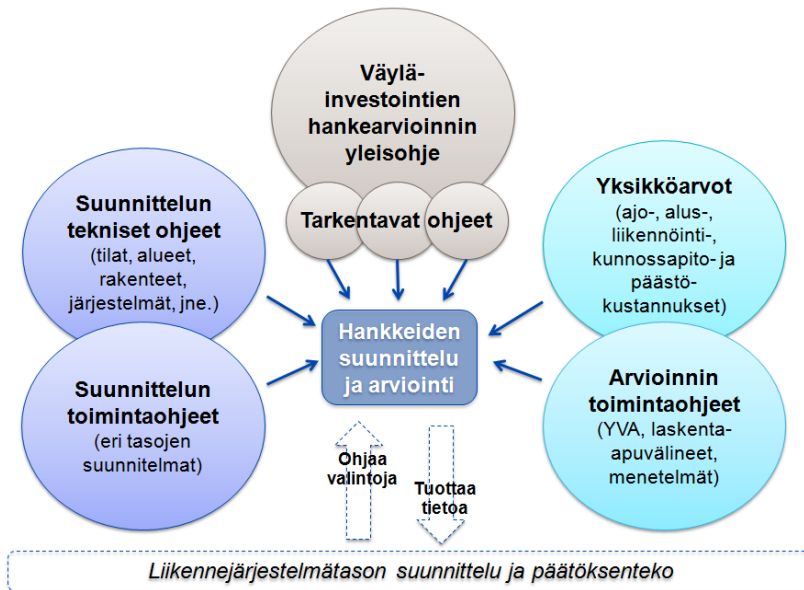 Väylä-
investointien
hankearvioinnin
yleisohje
Tarkentavat ohjeet
Suunnittelun
tekniset ohjeet
(tilat, alueet,
rakenteet,
järjestelmät, jne.)
Suunnittelun
toimintaohjeet
(eri tasojen
suunnitelmat)
Hankkeiden
suunnittelu
ja arviointi
Yksikköarvot
(ajo-, alus-,
liikennöinti-,
kunnossapito- ja
päästö-
kustannukset)
Arvioinnin
toimintaohjeet
(YVA, laskenta-
apuvälineet,
menetelmät)
Ohjaa
valintoja
Tuottaa
tietoa
Liikennejärjestelmätason suunnittelu ja päätöksenteko